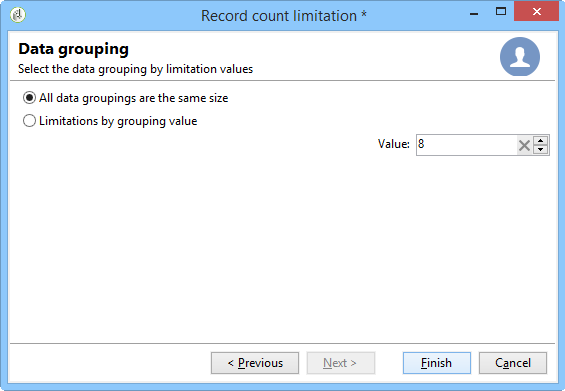 Record count limitation *
Data grouping
Select the data grouping by limitation values
All data groupings are the same size
Limitations by grouping value
Value: 8
< Previous Next > Finish Cancel